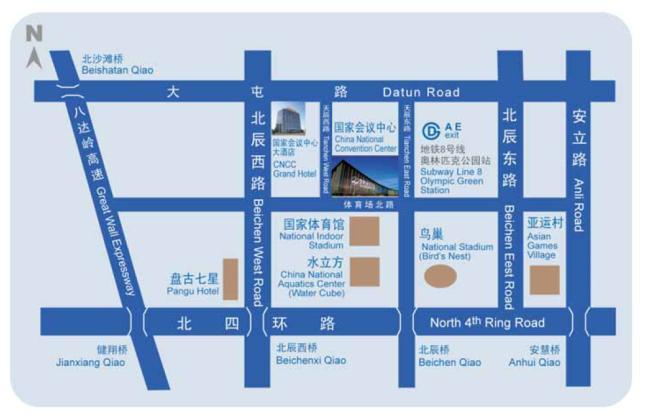 N
北沙滩桥
Beishatan Qiao
大屯路 Datun Road
八达岭高速 Great Wall Expressway
北辰西路 Beichen West Road
国家会议中心
大酒店
CNCC
Grand Hotel
天辰西路 Tianchen West Road
国家会议中心
China National
Convention Center
天辰东路 Tianchen East Road
A E
exit
地铁8号线
奥林匹克公园站
Subway Line 8
Olympic Green
Station
北辰东路 Beichen Eest Road
安立路 Anli Road
体育场北路
国家体育馆
National Indoor
Stadium
鸟巢
National Stadium
(Bird's Nest)
亚运村
Asian
Games
Village
水立方
China National
Aquatics Center
(Water Cube)
盘古七星
Pangu Hotel
北四环路 North 4th Ring Road
健翔桥
Jianxiang Qiao
北辰西桥
Beichenxi Qiao
北辰桥
Beichen Qiao
安慧桥
Anhui Qiao